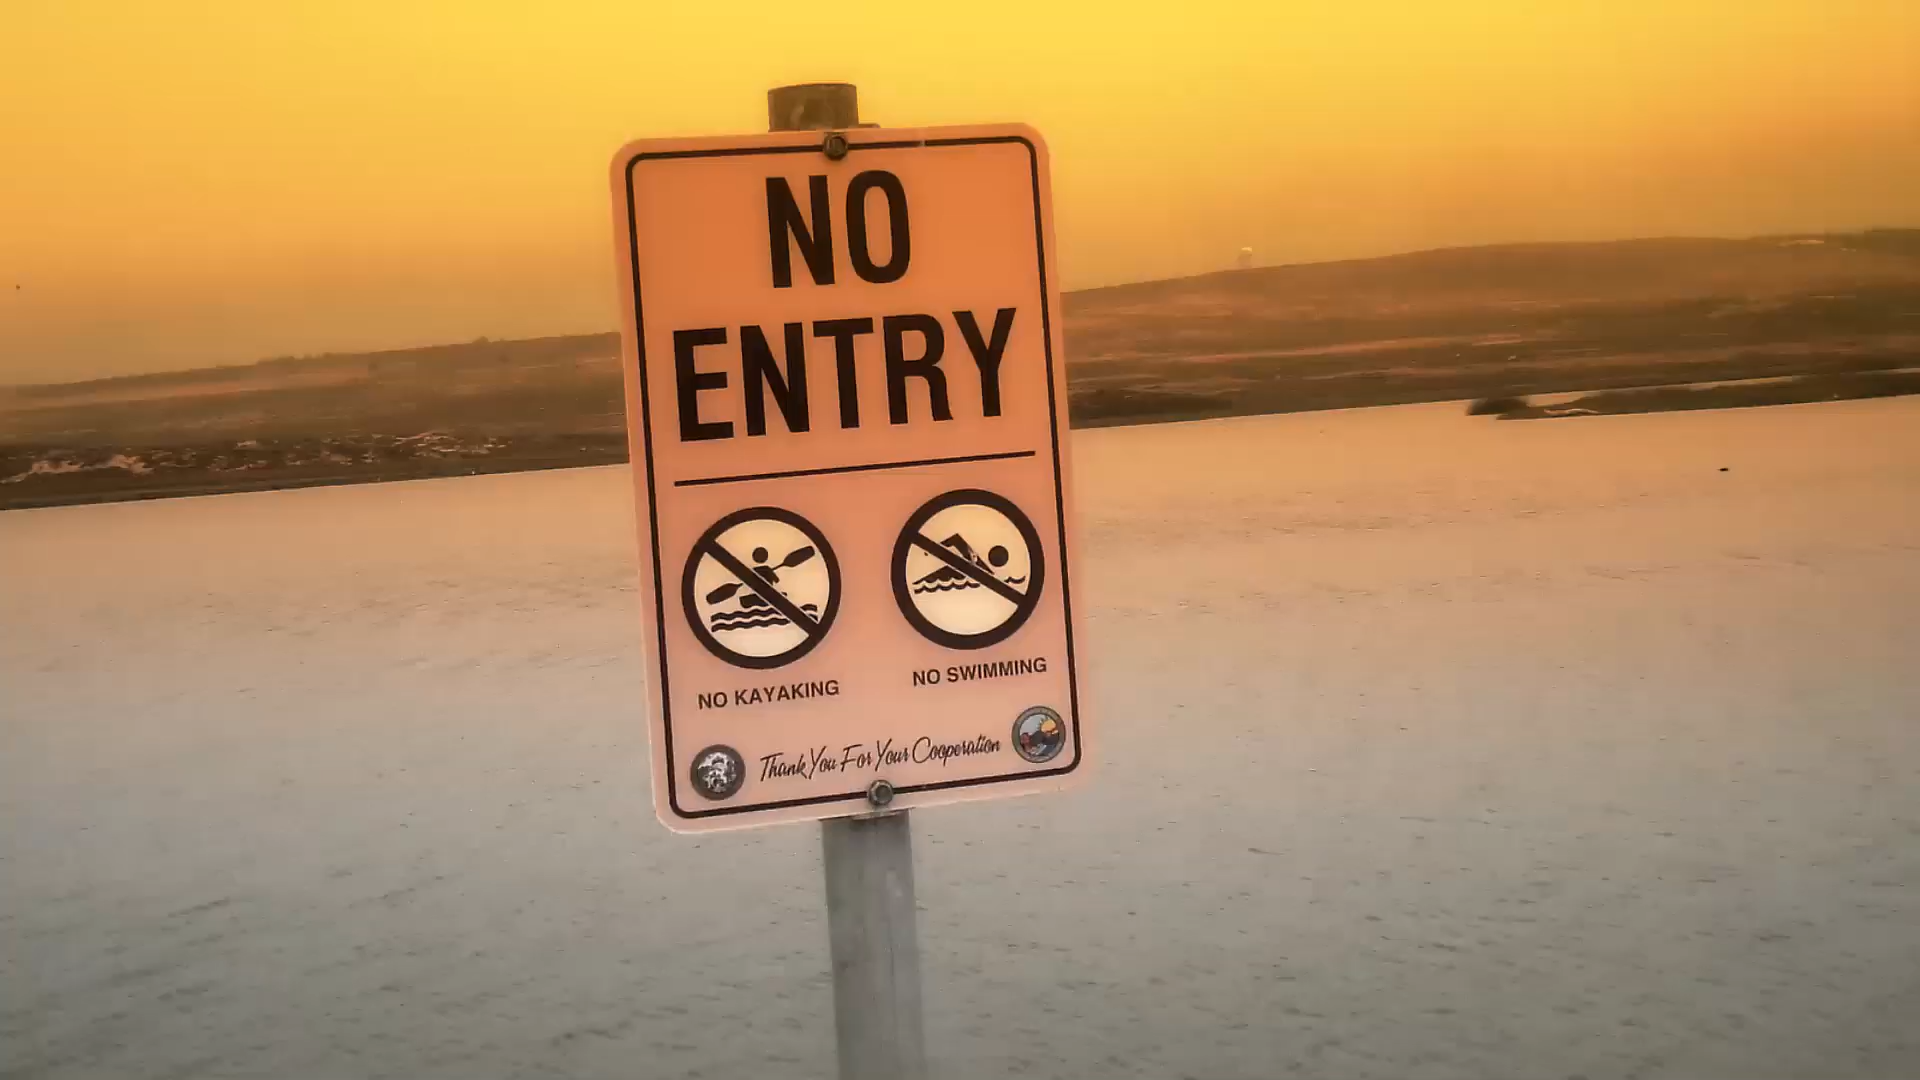 NO
ENTRY
NO KAYAKING
NO SWIMMING
Thank You For Your Cooperation